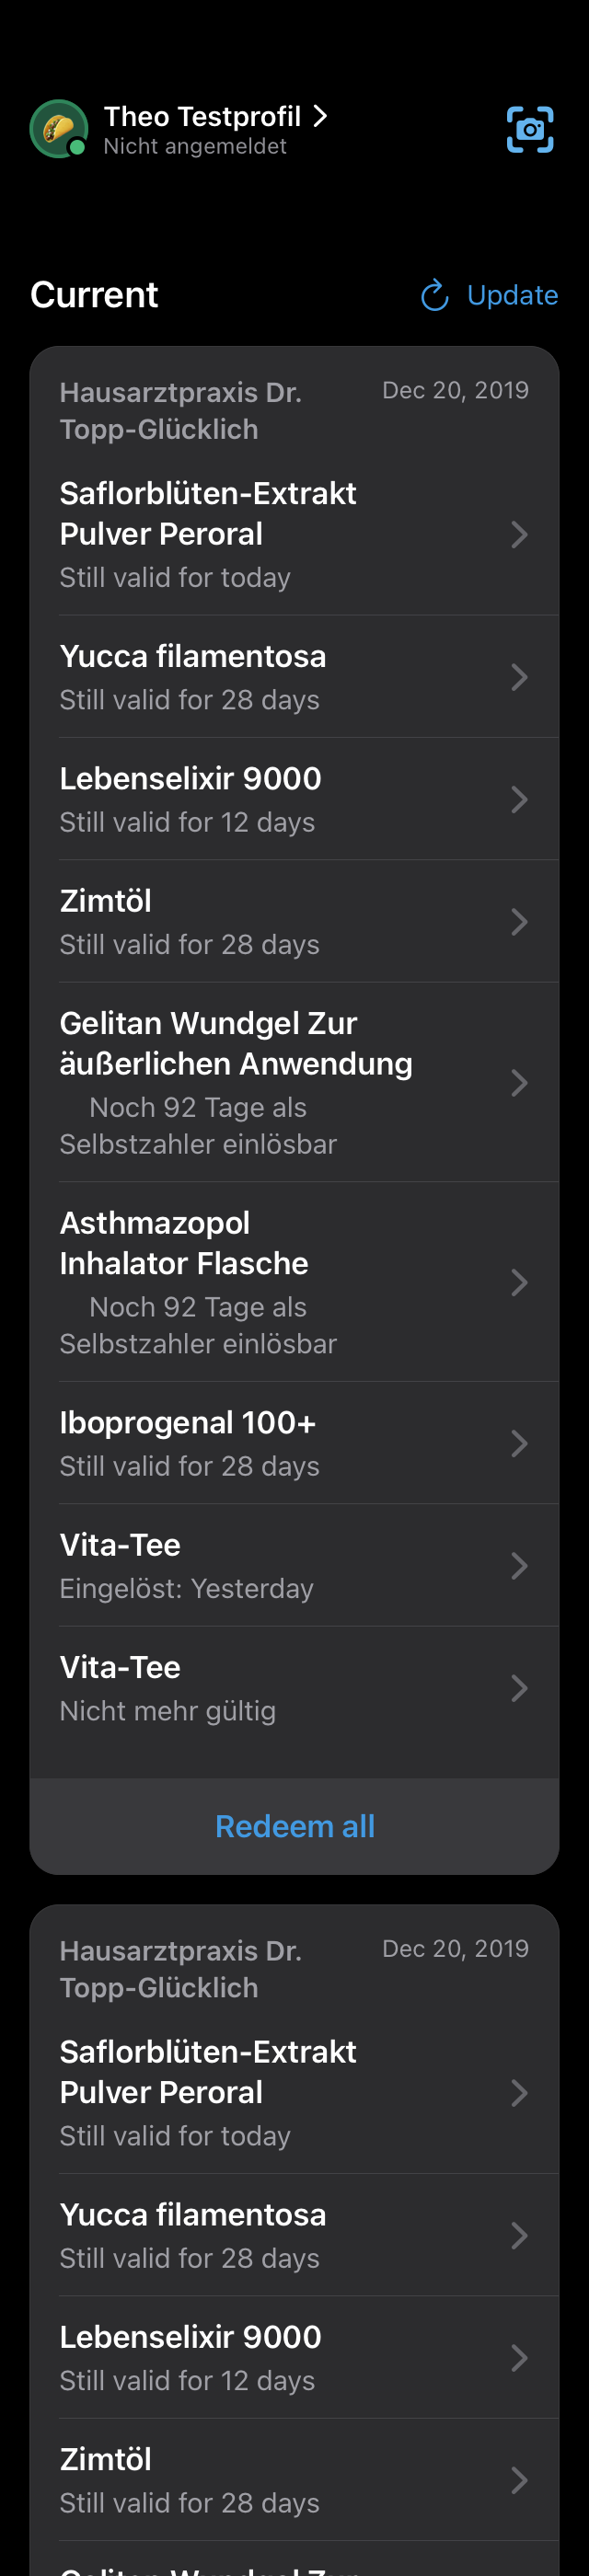 Theo Testprofil
Nicht angemeldet
Current
Update
Hausarztpraxis Dr.
Topp-Glücklich
Dec 20, 2019
Saflorblüten-Extrakt
Pulver Peroral
Still valid for today
Yucca filamentosa
Still valid for 28 days
Lebenselixir 9000
Still valid for 12 days
Zimtöl
Still valid for 28 days
Gelitan Wundgel Zur
äußerlichen Anwendung
Noch 92 Tage als
Selbstzahler einlösbar
Asthmazopol
Inhalator Flasche
Noch 92 Tage als
Selbstzahler einlösbar
Iboprogenal 100+
Still valid for 28 days
Vita-Tee
Eingelöst: Yesterday
Vita-Tee
Nicht mehr gültig
Redeem all
Hausarztpraxis Dr.
Topp-Glücklich
Dec 20, 2019
Saflorblüten-Extrakt
Pulver Peroral
Still valid for today
Yucca filamentosa
Still valid for 28 days
Lebenselixir 9000
Still valid for 12 days
Zimtöl
Still valid for 28 days